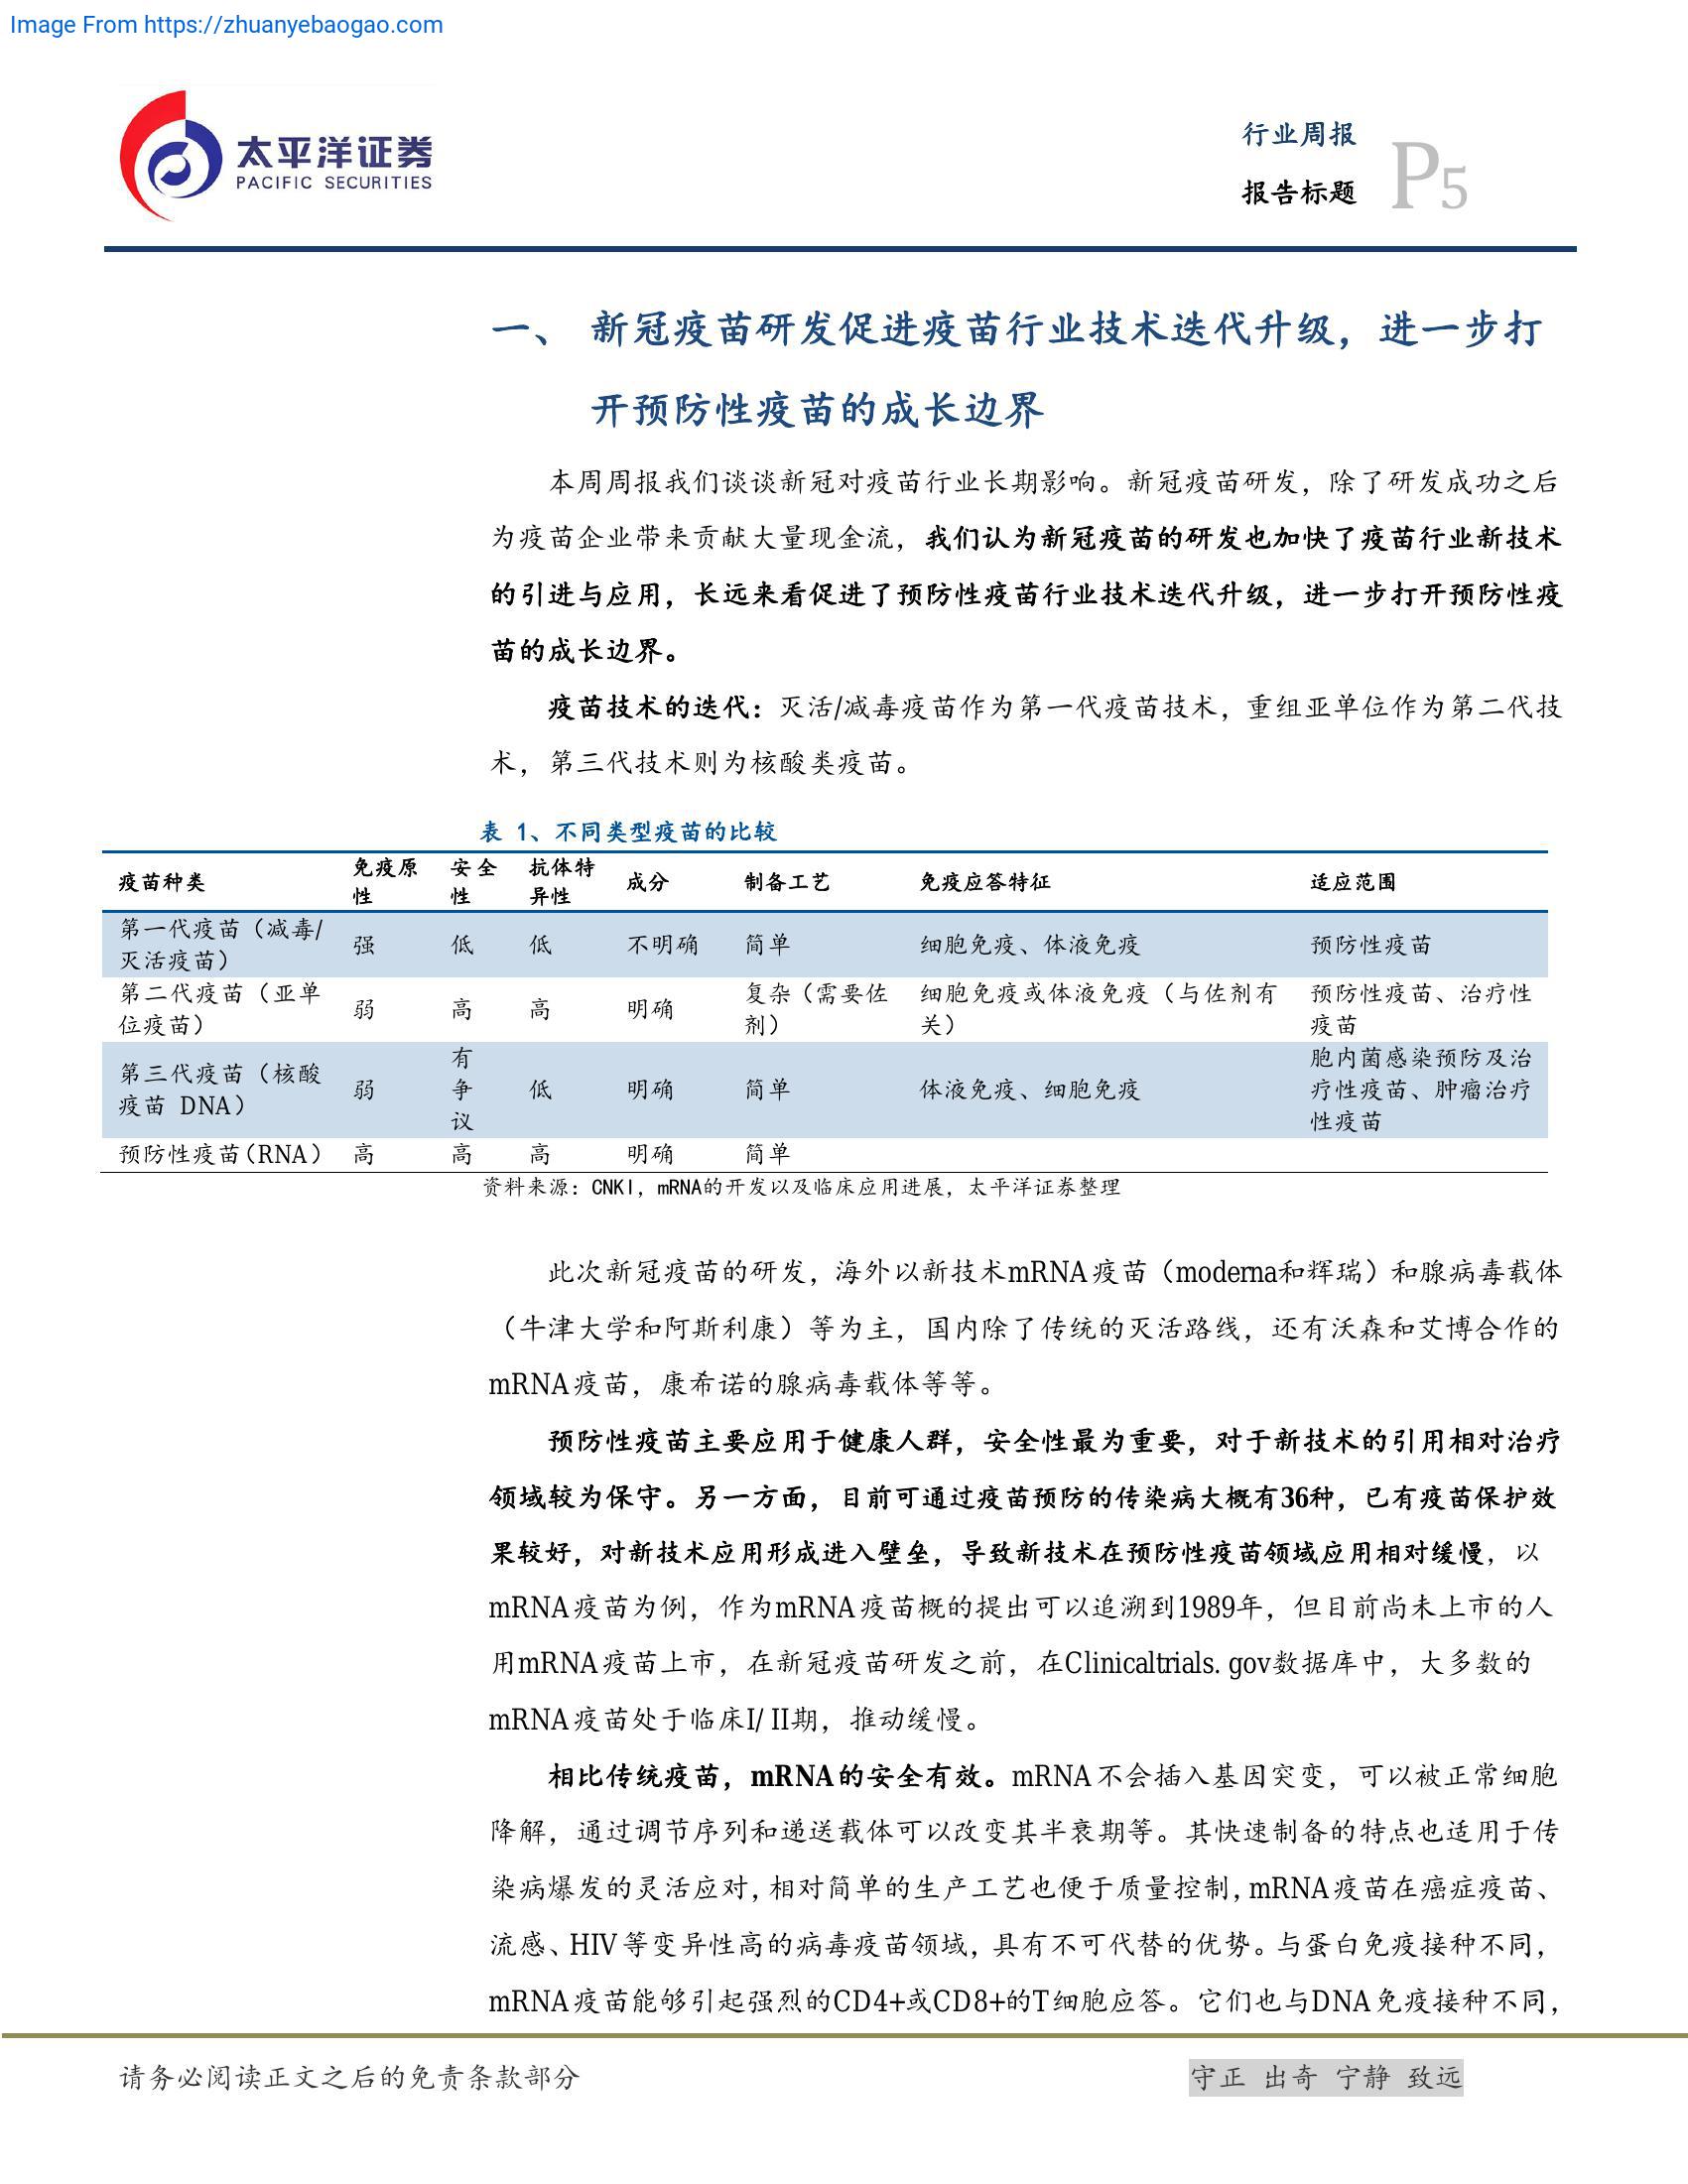 Image From https://zhuanyebaogao.com
太平洋证券
PACIFIC SECURITIES
行业周报
报告标题
P5
一、 新冠疫苗研发促进疫苗行业技术迭代升级，进一步打
开预防性疫苗的成长边界
本周周报我们谈谈新冠对疫苗行业长期影响。新冠疫苗研发，除了研发成功之后
为疫苗企业带来贡献大量现金流，我们认为新冠疫苗的研发也加快了疫苗行业新技术
的引进与应用，长远来看促进了预防性疫苗行业技术迭代升级，进一步打开预防性疫
苗的成长边界。
疫苗技术的迭代：灭活/减毒疫苗作为第一代疫苗技术，重组亚单位作为第二代技
术，第三代技术则为核酸类疫苗。
表 1、不同类型疫苗的比较
疫苗种类 免疫原性 安全性 抗体特异性 成分 制备工艺 免疫应答特征 适应范围
第一代疫苗（减毒/灭活疫苗） 强 低 低 不明确 简单 细胞免疫、体液免疫 预防性疫苗
第二代疫苗（亚单位疫苗） 弱 高 高 明确 复杂（需要佐剂） 细胞免疫或体液免疫（与佐剂有关） 预防性疫苗、治疗性疫苗
第三代疫苗（核酸疫苗 DNA） 弱 有争议 低 明确 简单 体液免疫、细胞免疫 胞内菌感染预防及治疗性疫苗、肿瘤治疗性疫苗
预防性疫苗（RNA） 高 高 高 明确 简单
资料来源：CNKI，mRNA的开发以及临床应用进展，太平洋证券整理
此次新冠疫苗的研发，海外以新技术mRNA疫苗（moderna和辉瑞）和腺病毒载体
（牛津大学和阿斯利康）等为主，国内除了传统的灭活路线，还有沃森和艾博合作的
mRNA疫苗，康希诺的腺病毒载体等等。
预防性疫苗主要应用于健康人群，安全性最为重要，对于新技术的引用相对治疗
领域较为保守。另一方面，目前可通过疫苗预防的传染病大概有36种，已有疫苗保护效
果较好，对新技术应用形成进入壁垒，导致新技术在预防性疫苗领域应用相对缓慢，以
mRNA疫苗为例，作为mRNA疫苗概的提出可以追溯到1989年，但目前尚未上市的人
用mRNA疫苗上市，在新冠疫苗研发之前，在Clinicaltrials. gov数据库中，大多数的
mRNA疫苗处于临床I/ II期，推动缓慢。
相比传统疫苗，mRNA的安全有效。mRNA不会插入基因突变，可以被正常细胞
降解，通过调节序列和递送载体可以改变其半衰期等。其快速制备的特点也适用于传
染病爆发的灵活应对，相对简单的生产工艺也便于质量控制，mRNA疫苗在癌症疫苗、
流感、HIV等变异性高的病毒疫苗领域，具有不可代替的优势。与蛋白免疫接种不同，
mRNA疫苗能够引起强烈的CD4+或CD8+的T细胞应答。它们也与DNA免疫接种不同，
请务必阅读正文之后的免责条款部分
守正 出奇 宁静 致远